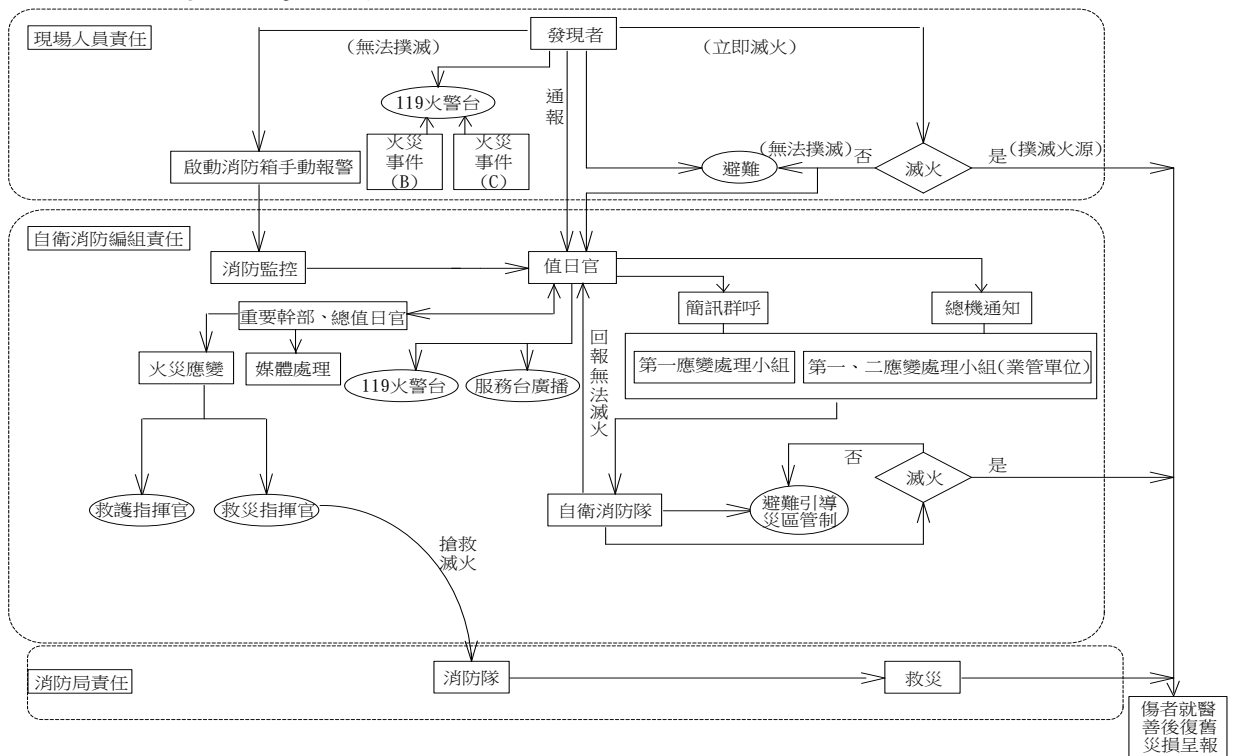 發現者
現場人員責任
(無法撲滅)
(立即滅火)
119火警台
通報
火災
事件
(B)
火災
事件
(C)
啟動消防箱手動報警
避難
(無法撲滅)
否
滅火
是
(撲滅火源)
自衛消防編組責任
消防監控
值日官
簡訊群呼
總機通知
重要幹部、總值日官
回報無法滅火
火災應變
媒體處理
119火警台
服務台廣播
第一應變處理小組
第一、二應變處理小組(業管單位)
否
滅火
是
救護指揮官
救災指揮官
自衛消防隊
避難引導
災區管制
搶救
滅火
消防局責任
消防隊
救災
傷者就醫
善後復舊
災損呈報